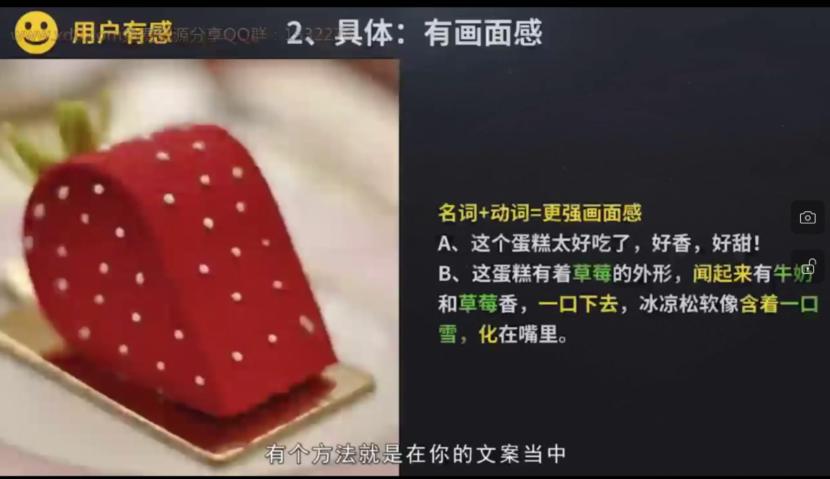 用户有感
2、具体：有画面感
名词+动词=更强画面感
A、这个蛋糕太好吃了，好香，好甜！
B、这蛋糕有着草莓的外形，闻起来有牛奶
和草莓香，一口下去，冰凉松软像含着一口
雪，化在嘴里。
有个方法就是在你的文案当中